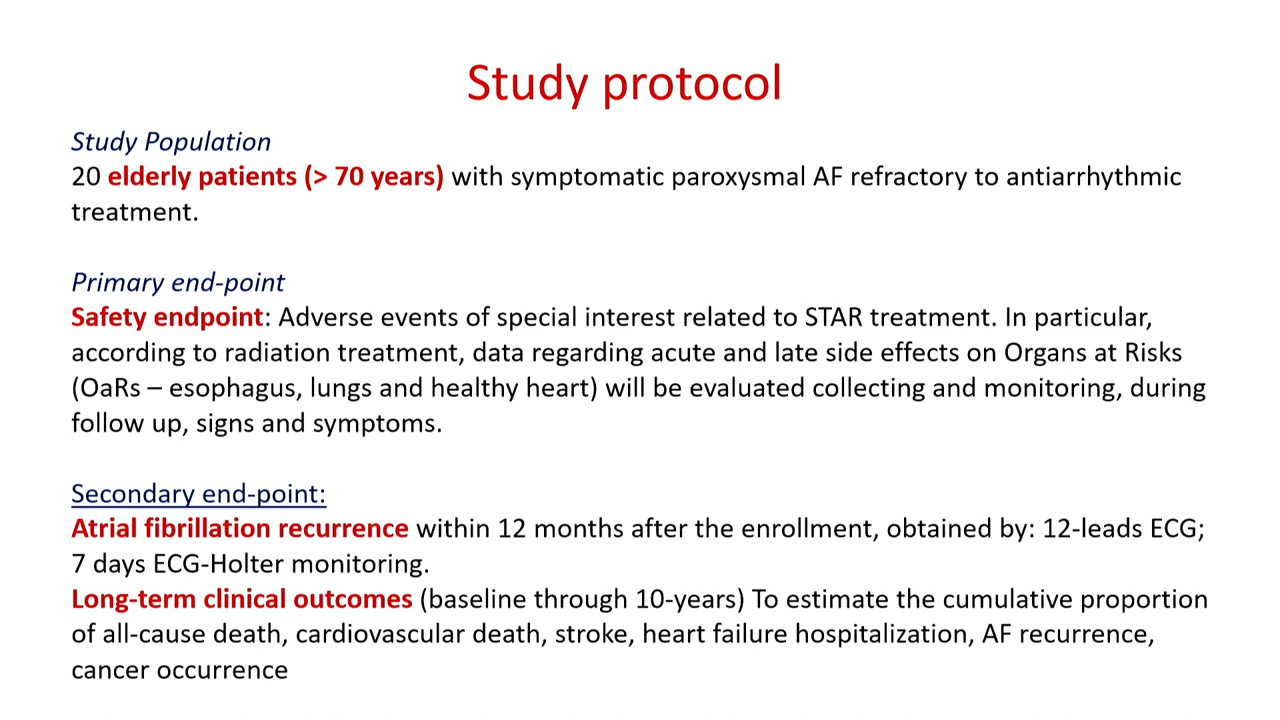 Study protocol
Study Population
20 elderly patients (> 70 years) with symptomatic paroxysmal AF refractory to antiarrhythmic
treatment.
Primary end-point
Safety endpoint: Adverse events of special interest related to STAR treatment. In particular,
according to radiation treatment, data regarding acute and late side effects on Organs at Risks
(OaRs – esophagus, lungs and healthy heart) will be evaluated collecting and monitoring, during
follow up, signs and symptoms.
Secondary end-point:
Atrial fibrillation recurrence within 12 months after the enrollment, obtained by: 12-leads ECG;
7 days ECG-Holter monitoring.
Long-term clinical outcomes (baseline through 10-years) To estimate the cumulative proportion
of all-cause death, cardiovascular death, stroke, heart failure hospitalization, AF recurrence,
cancer occurrence